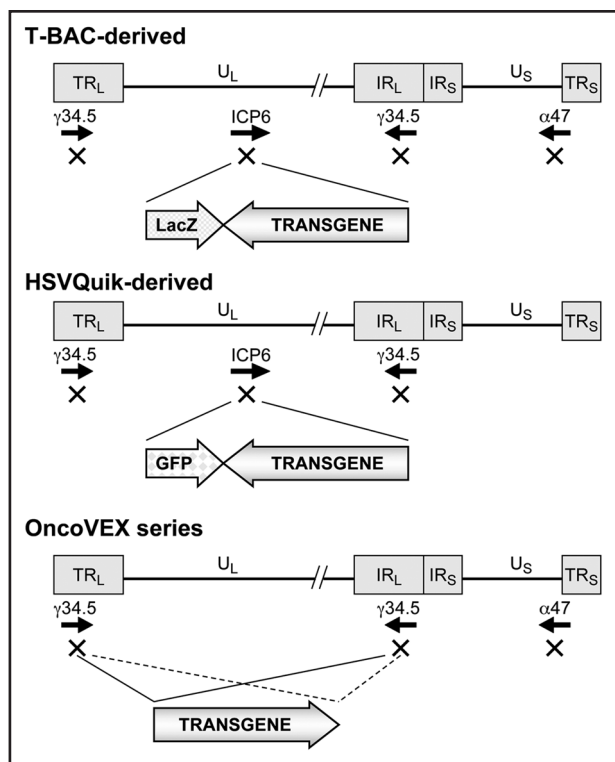 T-BAC-derived
TRL UL // IRL IRS US TRS
γ34.5 ICP6 γ34.5 α47
LacZ TRANSGENE
HSVQuik-derived
TRL UL // IRL IRS US TRS
γ34.5 ICP6 γ34.5
GFP TRANSGENE
OncoVEX series
TRL UL // IRL IRS US TRS
γ34.5 γ34.5 α47
TRANSGENE